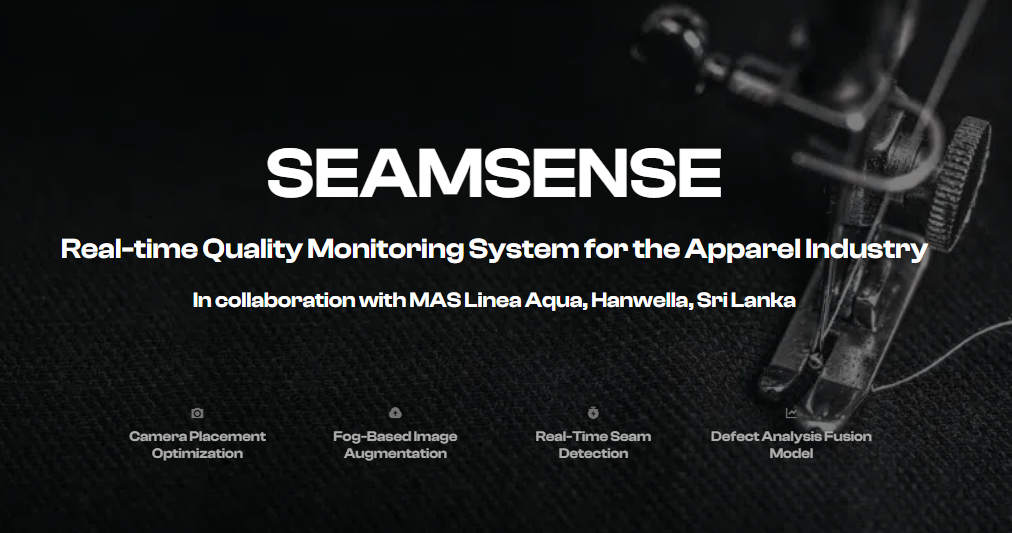 SEAMSENSE
Real-time Quality Monitoring System for the Apparel Industry
In collaboration with MAS Linea Aqua, Hanwella, Sri Lanka
Camera Placement
Optimization
Fog-Based Image
Augmentation
Real-Time Seam
Detection
Defect Analysis Fusion
Model